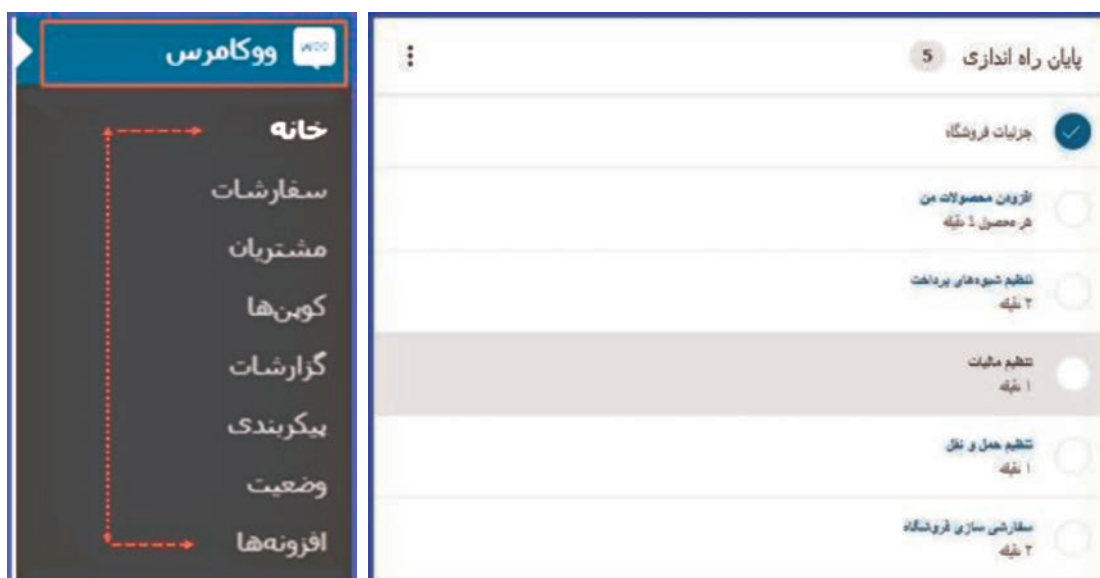 ووکامرس
WOO
خانه
سفارشات
مشتریان
کوپن‌ها
گزارشات
پیکربندی
وضعیت
افزونه‌ها
پایان راه اندازی 5
جزئیات فروشگاه
افزودن محصولات من
هر محصول 1 دقیقه
تنظیم شیوه‌های پرداخت
۲ دقیقه
تنظیم مالیات
۱ دقیقه
تنظیم حمل و نقل
۱ دقیقه
سفارشی سازی فروشگاه
۲ دقیقه